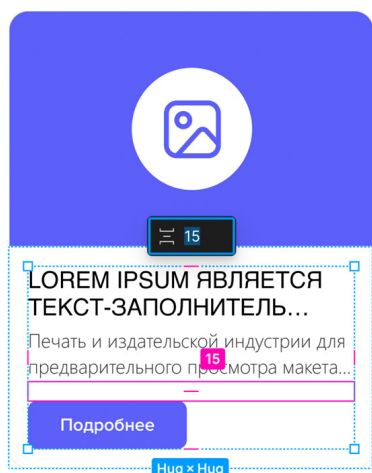 15
LOREM IPSUM ЯВЛЯЕТСЯ
ТЕКСТ-ЗАПОЛНИТЕЛЬ...
Печать и издательской индустрии для
предварительного просмотра макета...
15
Подробнее
Hug × Hug